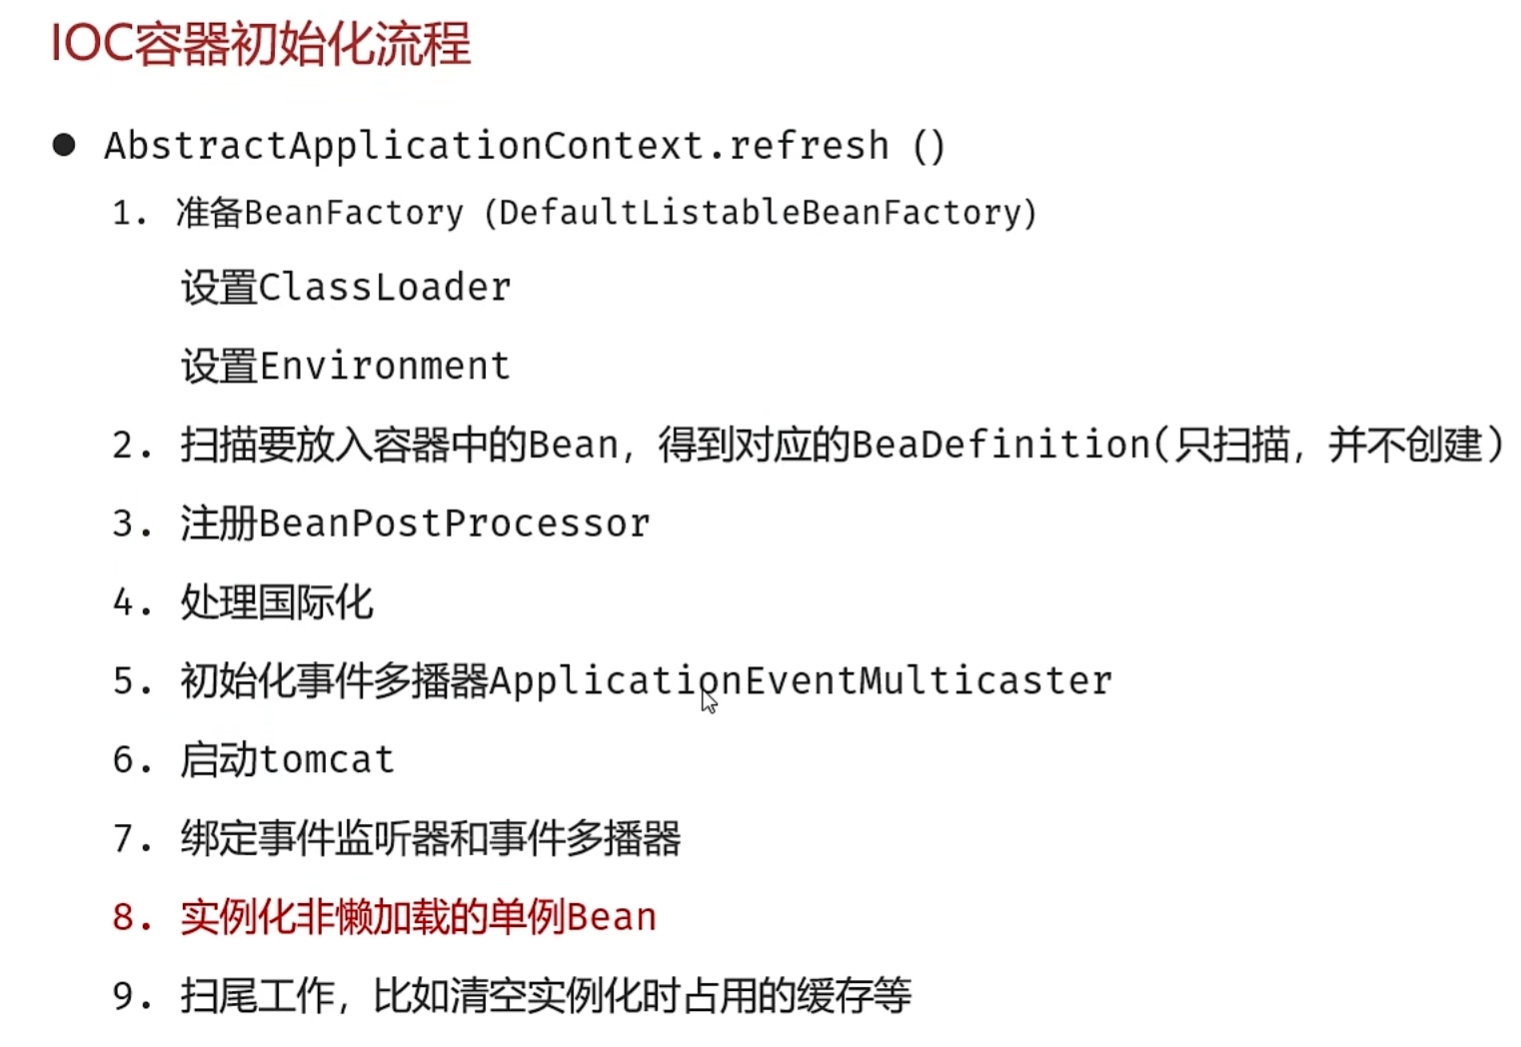 IOC容器初始化流程
● AbstractApplicationContext.refresh ()
1. 准备BeanFactory (DefaultListableBeanFactory)
设置ClassLoader
设置Environment
2. 扫描要放入容器中的Bean, 得到对应的BeaDefinition(只扫描, 并不创建)
3. 注册BeanPostProcessor
4. 处理国际化
5. 初始化事件多播器ApplicationEventMulticaster
6. 启动tomcat
7. 绑定事件监听器和事件多播器
8. 实例化非懒加载的单例Bean
9. 扫尾工作, 比如清空实例化时占用的缓存等